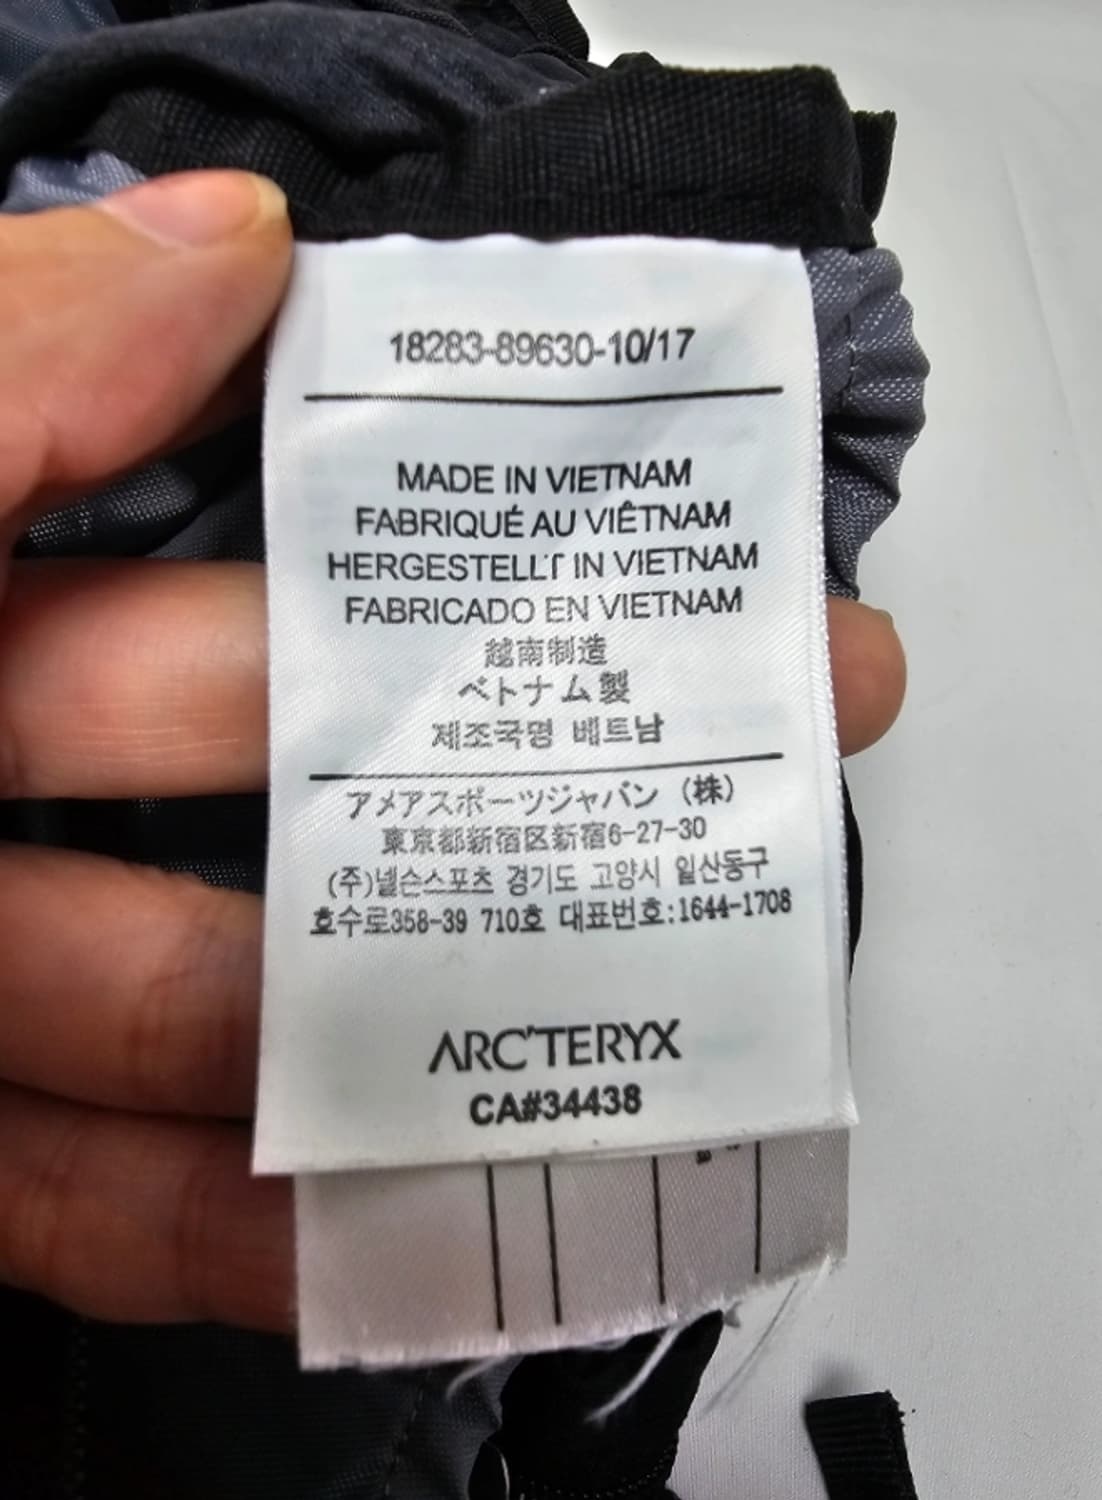 18283-89630-10/17
MADE IN VIETNAM
FABRIQUÉ AU VIÊTNAM
HERGESTELLT IN VIETNAM
FABRICADO EN VIETNAM
越南制造
ベトナム製
제조국명 베트남
アメアスポーツジャパン（株）
東京都新宿区新宿6-27-30
(주)넬슨스포츠 경기도 고양시 일산동구
호수로358-39 710호 대표번호:1644-1708
ARC'TERYX
CA#34438